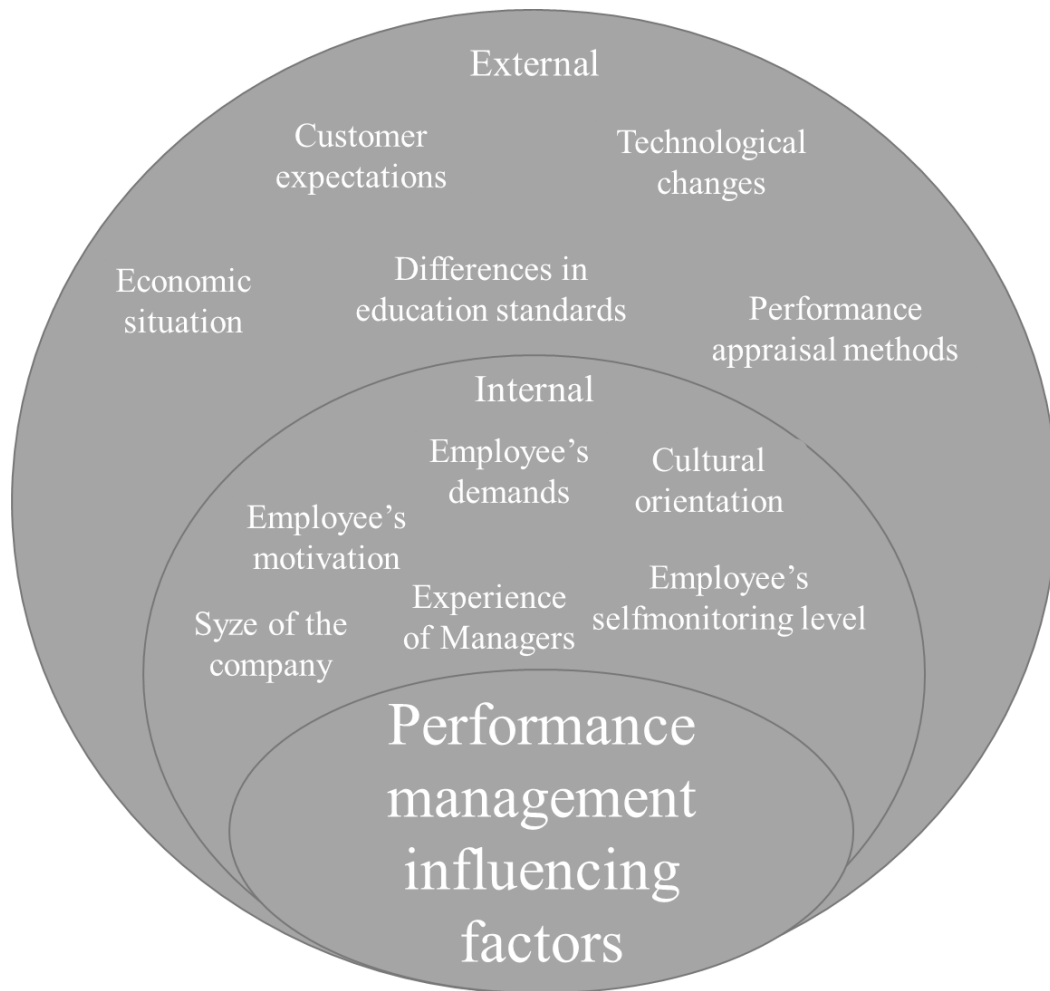 External
Customer
expectations
Technological
changes
Economic
situation
Differences in
education standards
Performance
appraisal methods
Internal
Employee’s
demands
Cultural
orientation
Employee’s
motivation
Experience
of Managers
Employee’s
selfmonitoring level
Syze of the
company
Performance
management
influencing
factors